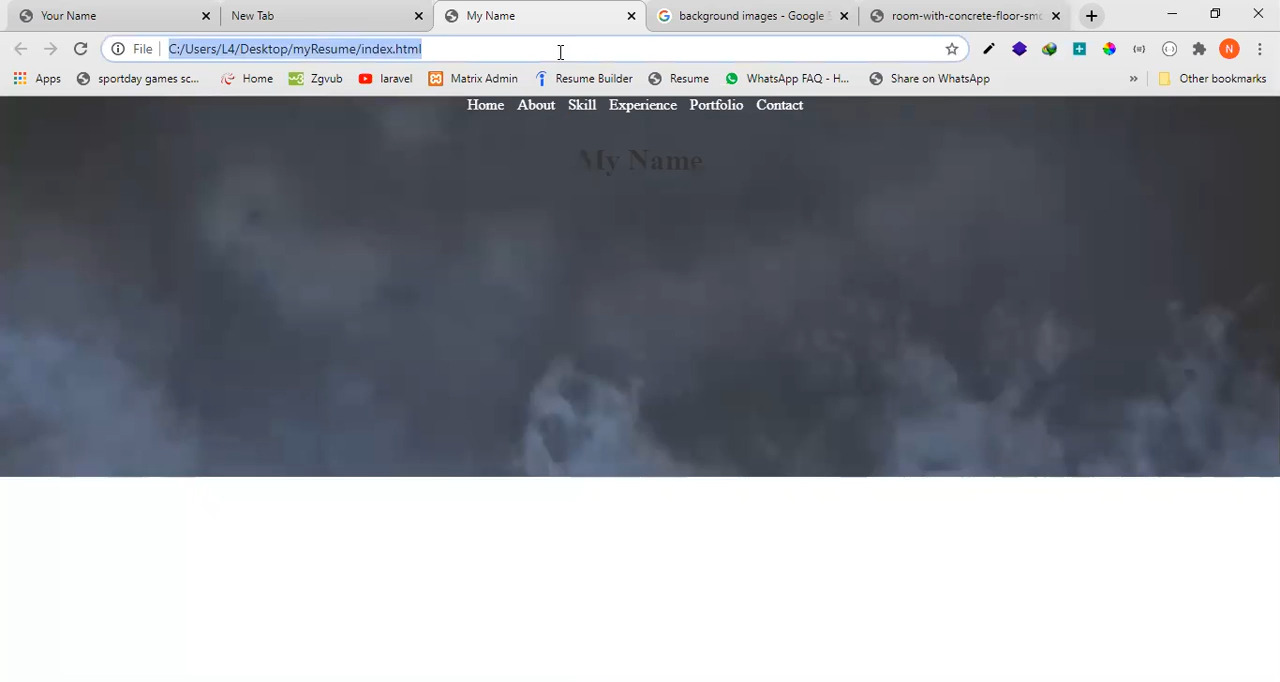 Your Name
New Tab
My Name
background images - Google
room-with-concrete-floor-smo
File
C:/Users/L4/Desktop/myResume/index.html
N
Apps
sportday games sc...
Home
Zgvub
laravel
Matrix Admin
Resume Builder
Resume
WhatsApp FAQ - H...
Share on WhatsApp
»
Other bookmarks
Home About Skill Experience Portfolio Contact
My Name